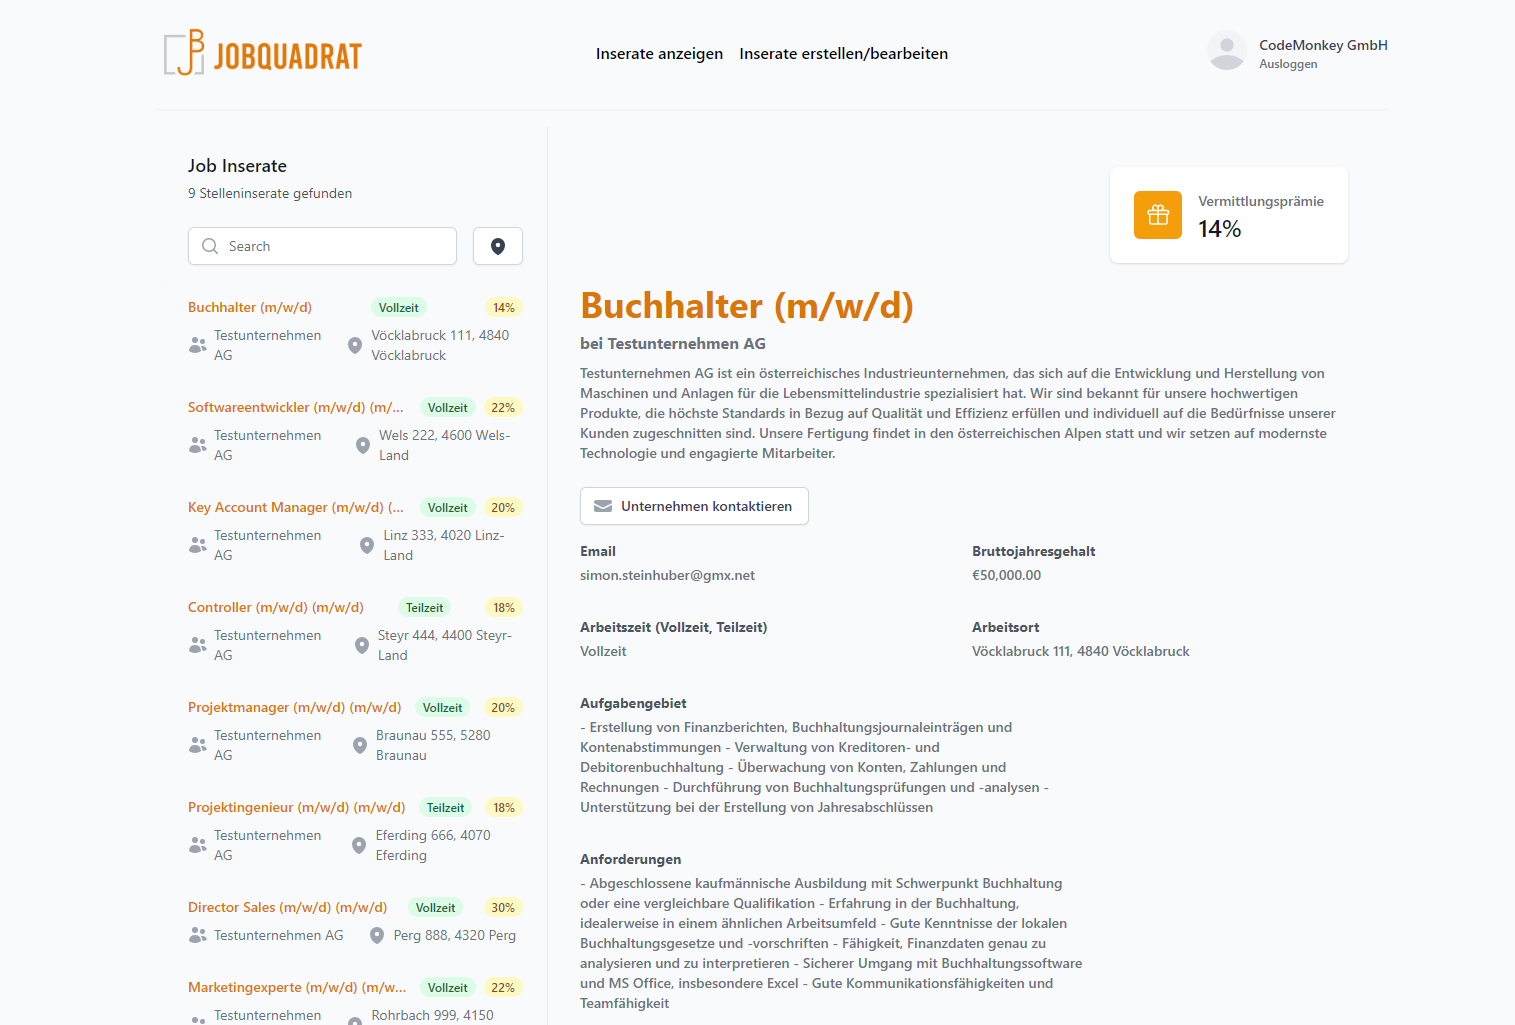 JOBQUADRAT
Inserate anzeigen
Inserate erstellen/bearbeiten
CodeMonkey GmbH
Ausloggen
Job Inserate
9 Stelleninserate gefunden
Search
Buchhalter (m/w/d)
Vollzeit
14%
Testunternehmen
AG
Vöcklabruck 111, 4840
Vöcklabruck
Softwareentwickler (m/w/d) (m/...
Vollzeit
22%
Testunternehmen
AG
Wels 222, 4600 Wels-
Land
Key Account Manager (m/w/d) (...
Vollzeit
20%
Testunternehmen
AG
Linz 333, 4020 Linz-
Land
Controller (m/w/d) (m/w/d)
Teilzeit
18%
Testunternehmen
AG
Steyr 444, 4400 Steyr-
Land
Projektmanager (m/w/d) (m/w/d)
Vollzeit
20%
Testunternehmen
AG
Braunau 555, 5280
Braunau
Projektingenieur (m/w/d) (m/w/d)
Teilzeit
18%
Testunternehmen
AG
Eferding 666, 4070
Eferding
Director Sales (m/w/d) (m/w/d)
Vollzeit
30%
Testunternehmen AG
Perg 888, 4320 Perg
Marketingexperte (m/w/d) (m/w...
Vollzeit
22%
Testunternehmen
Rohrbach 999, 4150
Vermittlungsprämie
14%
Buchhalter (m/w/d)
bei Testunternehmen AG
Testunternehmen AG ist ein österreichisches Industrieunternehmen, das sich auf die Entwicklung und Herstellung von
Maschinen und Anlagen für die Lebensmittelindustrie spezialisiert hat. Wir sind bekannt für unsere hochwertigen
Produkte, die höchste Standards in Bezug auf Qualität und Effizienz erfüllen und individuell auf die Bedürfnisse unserer
Kunden zugeschnitten sind. Unsere Fertigung findet in den österreichischen Alpen statt und wir setzen auf modernste
Technologie und engagierte Mitarbeiter.
Unternehmen kontaktieren
Email
simon.steinhuber@gmx.net
Bruttojahresgehalt
€50,000.00
Arbeitszeit (Vollzeit, Teilzeit)
Vollzeit
Arbeitsort
Vöcklabruck 111, 4840 Vöcklabruck
Aufgabengebiet
- Erstellung von Finanzberichten, Buchhaltungsjournaleinträgen und
Kontenabstimmungen - Verwaltung von Kreditoren- und
Debitorenbuchhaltung - Überwachung von Konten, Zahlungen und
Rechnungen - Durchführung von Buchhaltungsprüfungen und -analysen -
Unterstützung bei der Erstellung von Jahresabschlüssen
Anforderungen
- Abgeschlossene kaufmännische Ausbildung mit Schwerpunkt Buchhaltung
oder eine vergleichbare Qualifikation - Erfahrung in der Buchhaltung,
idealerweise in einem ähnlichen Arbeitsumfeld - Gute Kenntnisse der lokalen
Buchhaltungsgesetze und -vorschriften - Fähigkeit, Finanzdaten genau zu
analysieren und zu interpretieren - Sicherer Umgang mit Buchhaltungssoftware
und MS Office, insbesondere Excel - Gute Kommunikationsfähigkeiten und
Teamfähigkeit